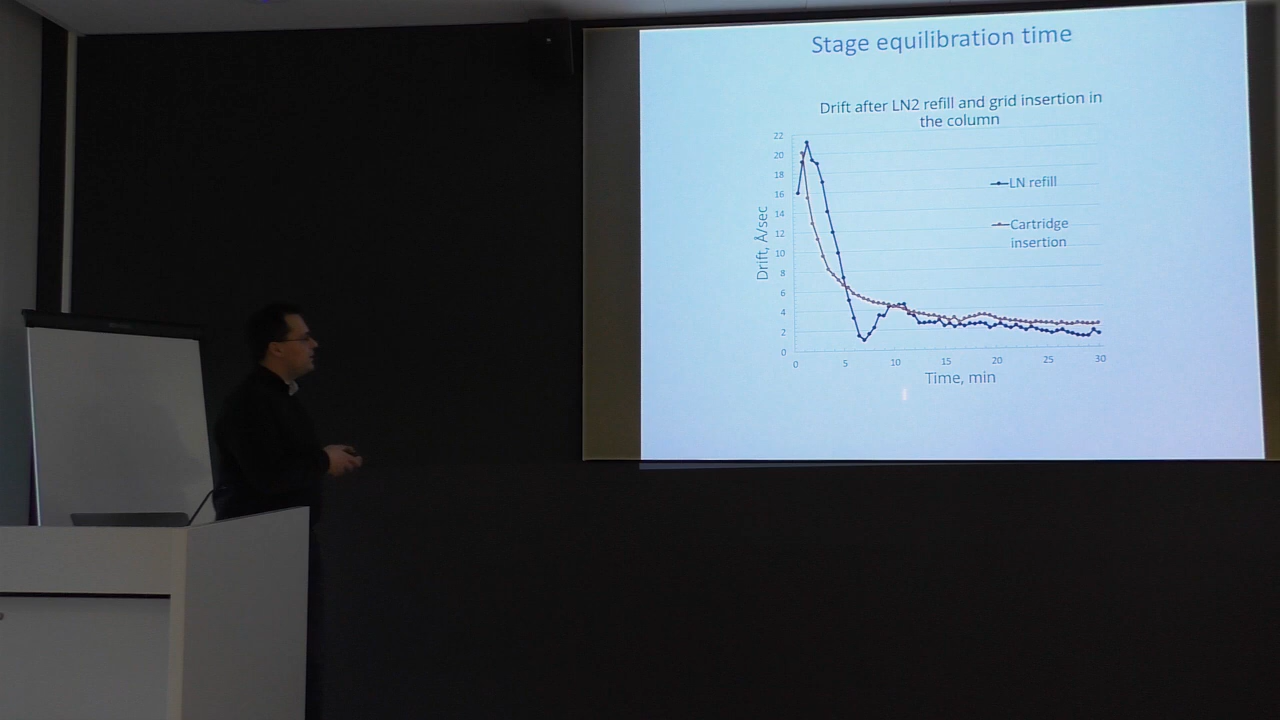 Stage equilibration time
Drift after LN2 refill and grid insertion in
the column
22
20
18
16
14
12
10
8
6
4
2
0
Drift, Å/sec
LN refill
Cartridge
insertion
0 5 10 15 20 25 30
Time, min